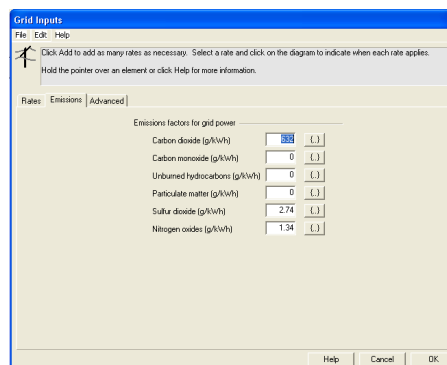 Grid Inputs
File Edit Help
Click Add to add as many rates as necessary. Select a rate and click on the diagram to indicate when each rate applies.
Hold the pointer over an element or click Help for more information.
Rates Emissions Advanced
Emissions factors for grid power
Carbon dioxide (g/kWh) 632 {..}
Carbon monoxide (g/kWh) 0 {..}
Unburned hydrocarbons (g/kWh) 0 {..}
Particulate matter (g/kWh) 0 {..}
Sulfur dioxide (g/kWh) 2.74 {..}
Nitrogen oxides (g/kWh) 1.34 {..}
Help Cancel OK